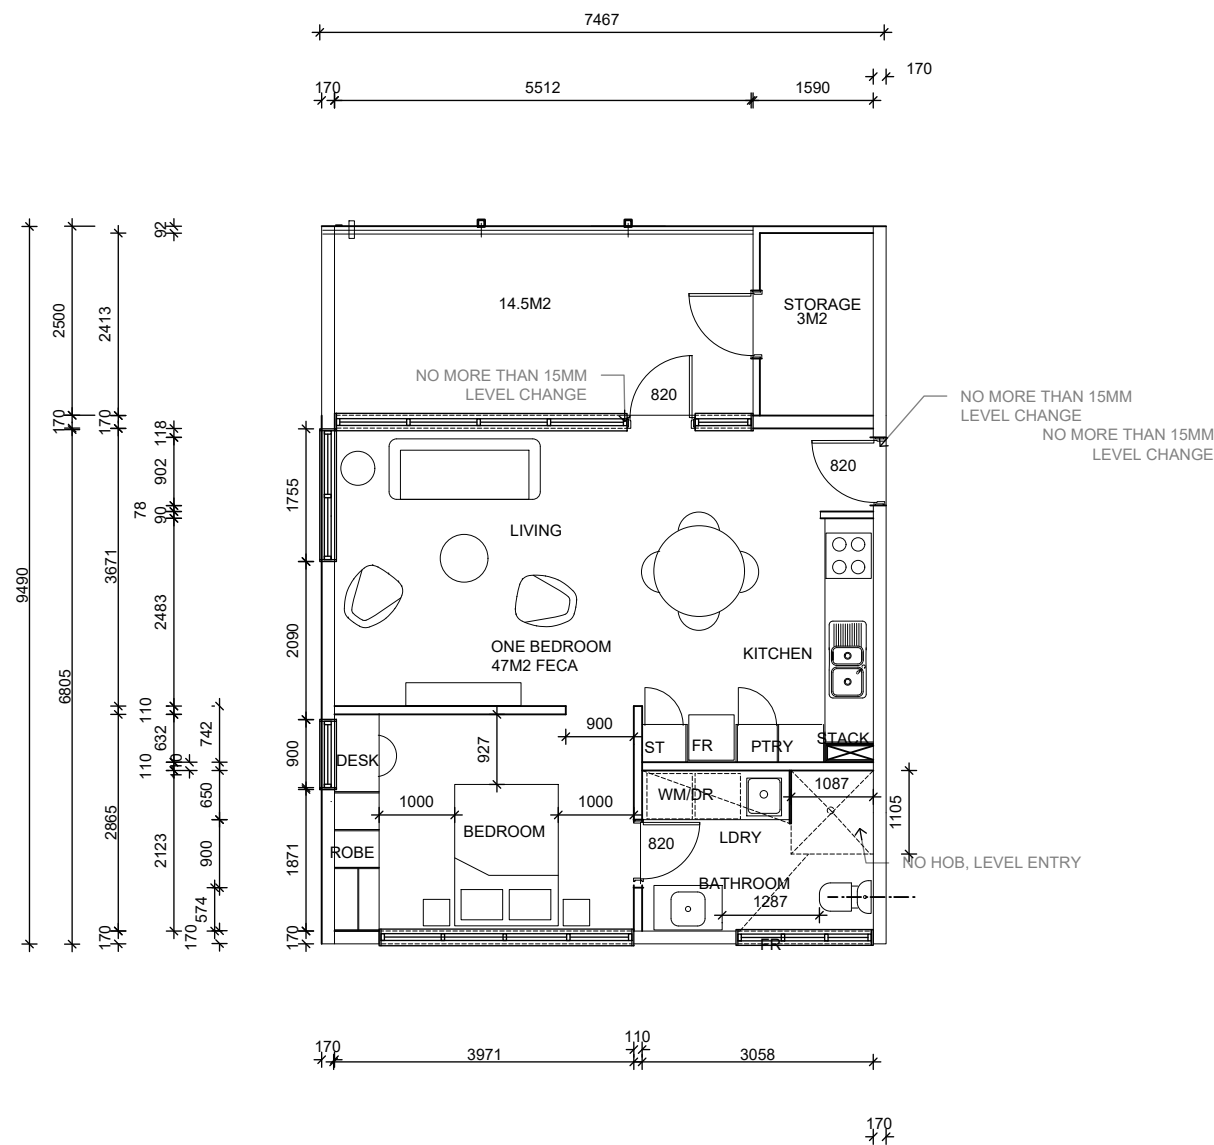 7467
170
170
5512
1590
92
14.5M2
STORAGE
3M2
2500
2413
NO MORE THAN 15MM
LEVEL CHANGE
820
NO MORE THAN 15MM
LEVEL CHANGE
NO MORE THAN 15MM
LEVEL CHANGE
170
170
118
902
820
78
90
1755
LIVING
3671
9490
2483
2090
ONE BEDROOM
47M2 FECA
KITCHEN
6805
110
632
742
900
927
900
ST
FR
PTRY
STACK
DESK
110
110
650
1000
1000
WM/DR
1087
1105
2865
2123
900
1871
BEDROOM
LDRY
820
ROBE
NO HOB, LEVEL ENTRY
BATHROOM
1287
574
170
170
170
FR
170
3971
110
3058
170